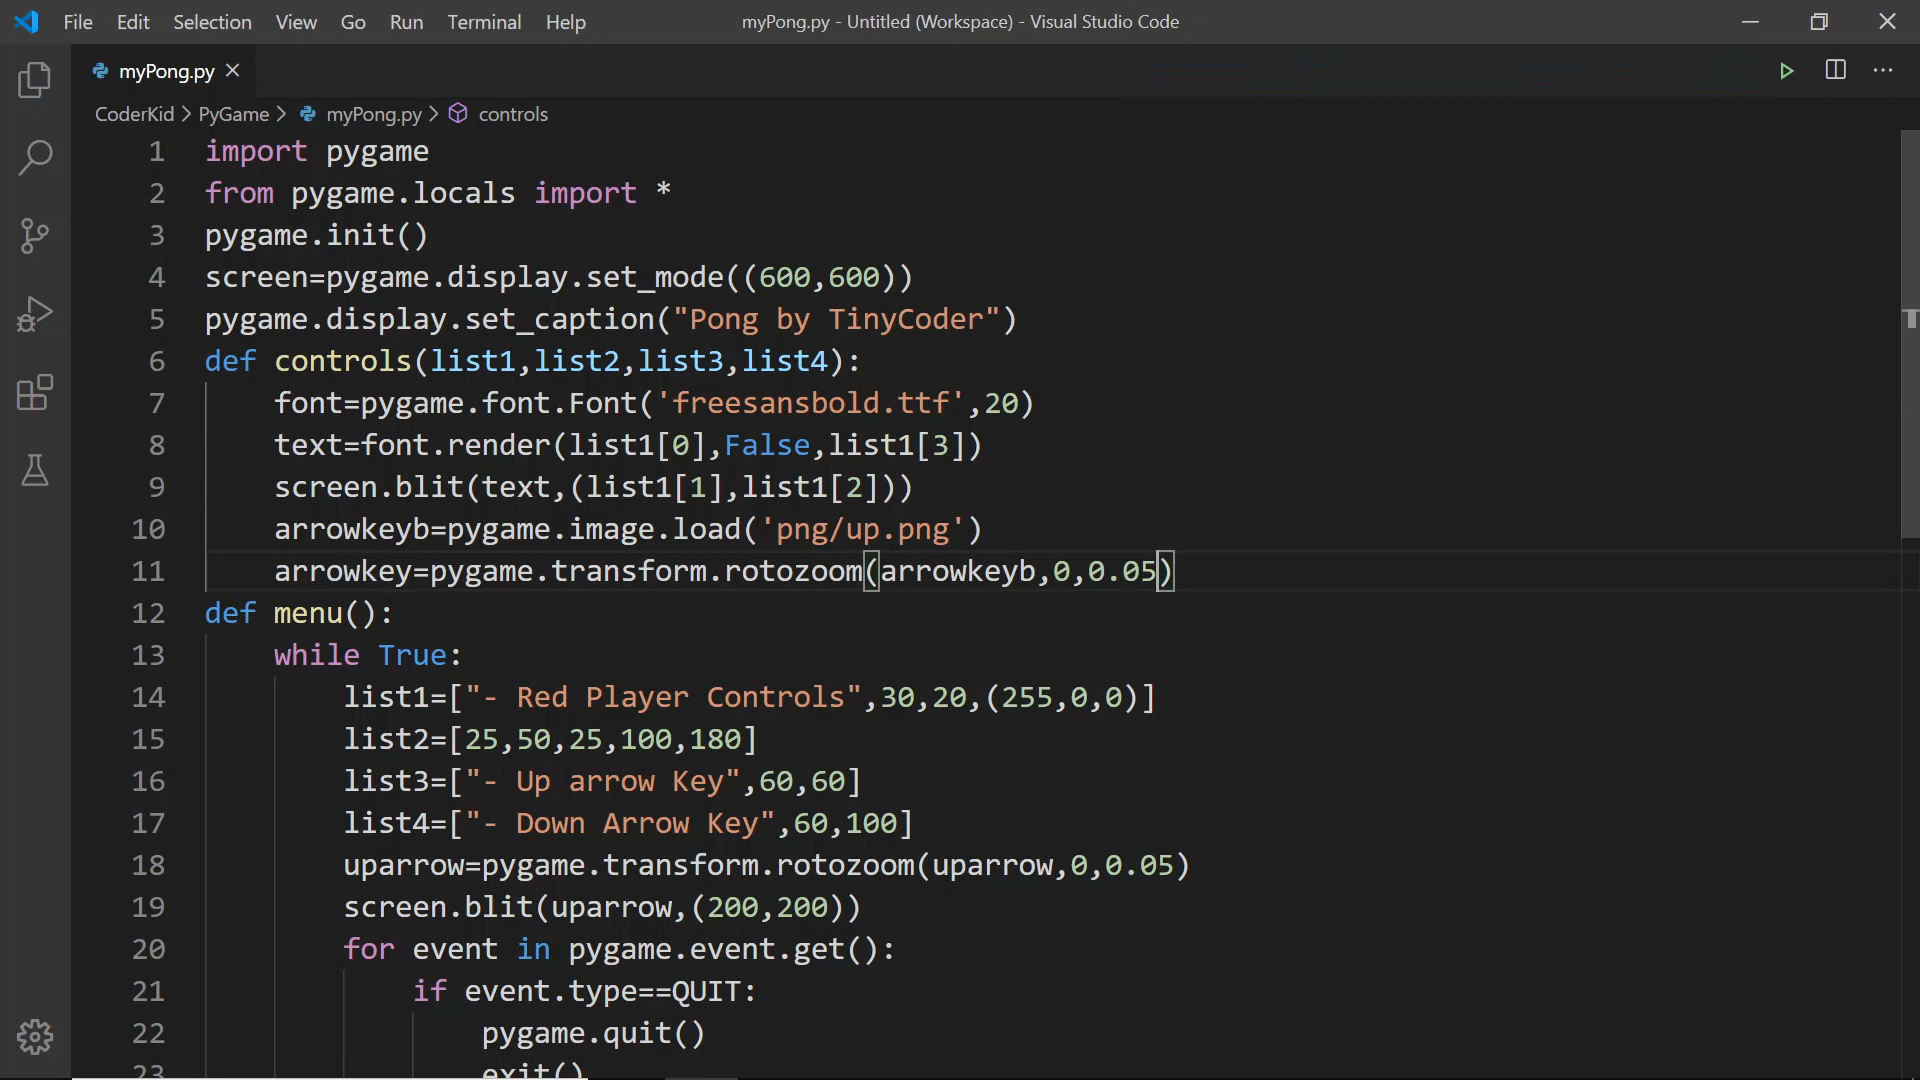 File Edit Selection View Go Run Terminal Help myPong.py - Untitled (Workspace) - Visual Studio Code
myPong.py
CoderKid > PyGame > myPong.py > controls
1 import pygame
2 from pygame.locals import *
3 pygame.init()
4 screen=pygame.display.set_mode((600,600))
5 pygame.display.set_caption("Pong by TinyCoder")
6 def controls(list1,list2,list3,list4):
7     font=pygame.font.Font('freesansbold.ttf',20)
8     text=font.render(list1[0],False,list1[3])
9     screen.blit(text,(list1[1],list1[2]))
10     arrowkeyb=pygame.image.load('png/up.png')
11     arrowkey=pygame.transform.rotozoom(arrowkeyb,0,0.05)
12 def menu():
13     while True:
14         list1=["- Red Player Controls",30,20,(255,0,0)]
15         list2=[25,50,25,100,180]
16         list3=["- Up arrow Key",60,60]
17         list4=["- Down Arrow Key",60,100]
18         uparrow=pygame.transform.rotozoom(uparrow,0,0.05)
19         screen.blit(uparrow,(200,200))
20         for event in pygame.event.get():
21             if event.type==QUIT:
22                 pygame.quit()
23                 exit()